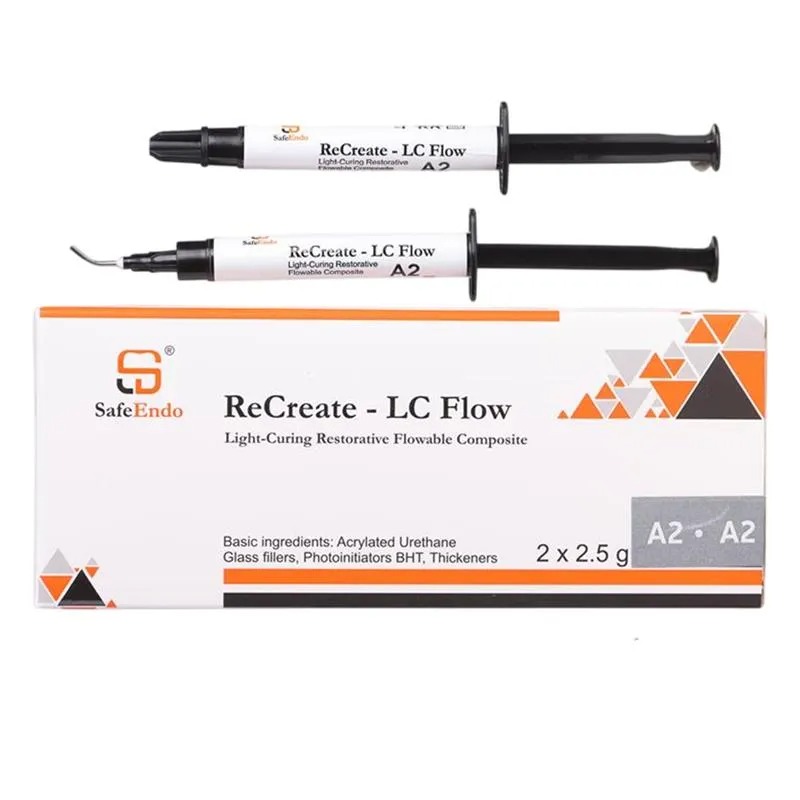 SafeEndo
ReCreate - LC Flow
Light-Curing Restorative
Flowable Composite
A2
SafeEndo
ReCreate - LC Flow
Light-Curing Restorative
Flowable Composite
A2
®
SafeEndo
ReCreate - LC Flow
Light-Curing Restorative Flowable Composite
Basic ingredients: Acrylated Urethane
Glass fillers, Photoinitiators BHT, Thickeners
2 x 2.5 g
A2 • A2